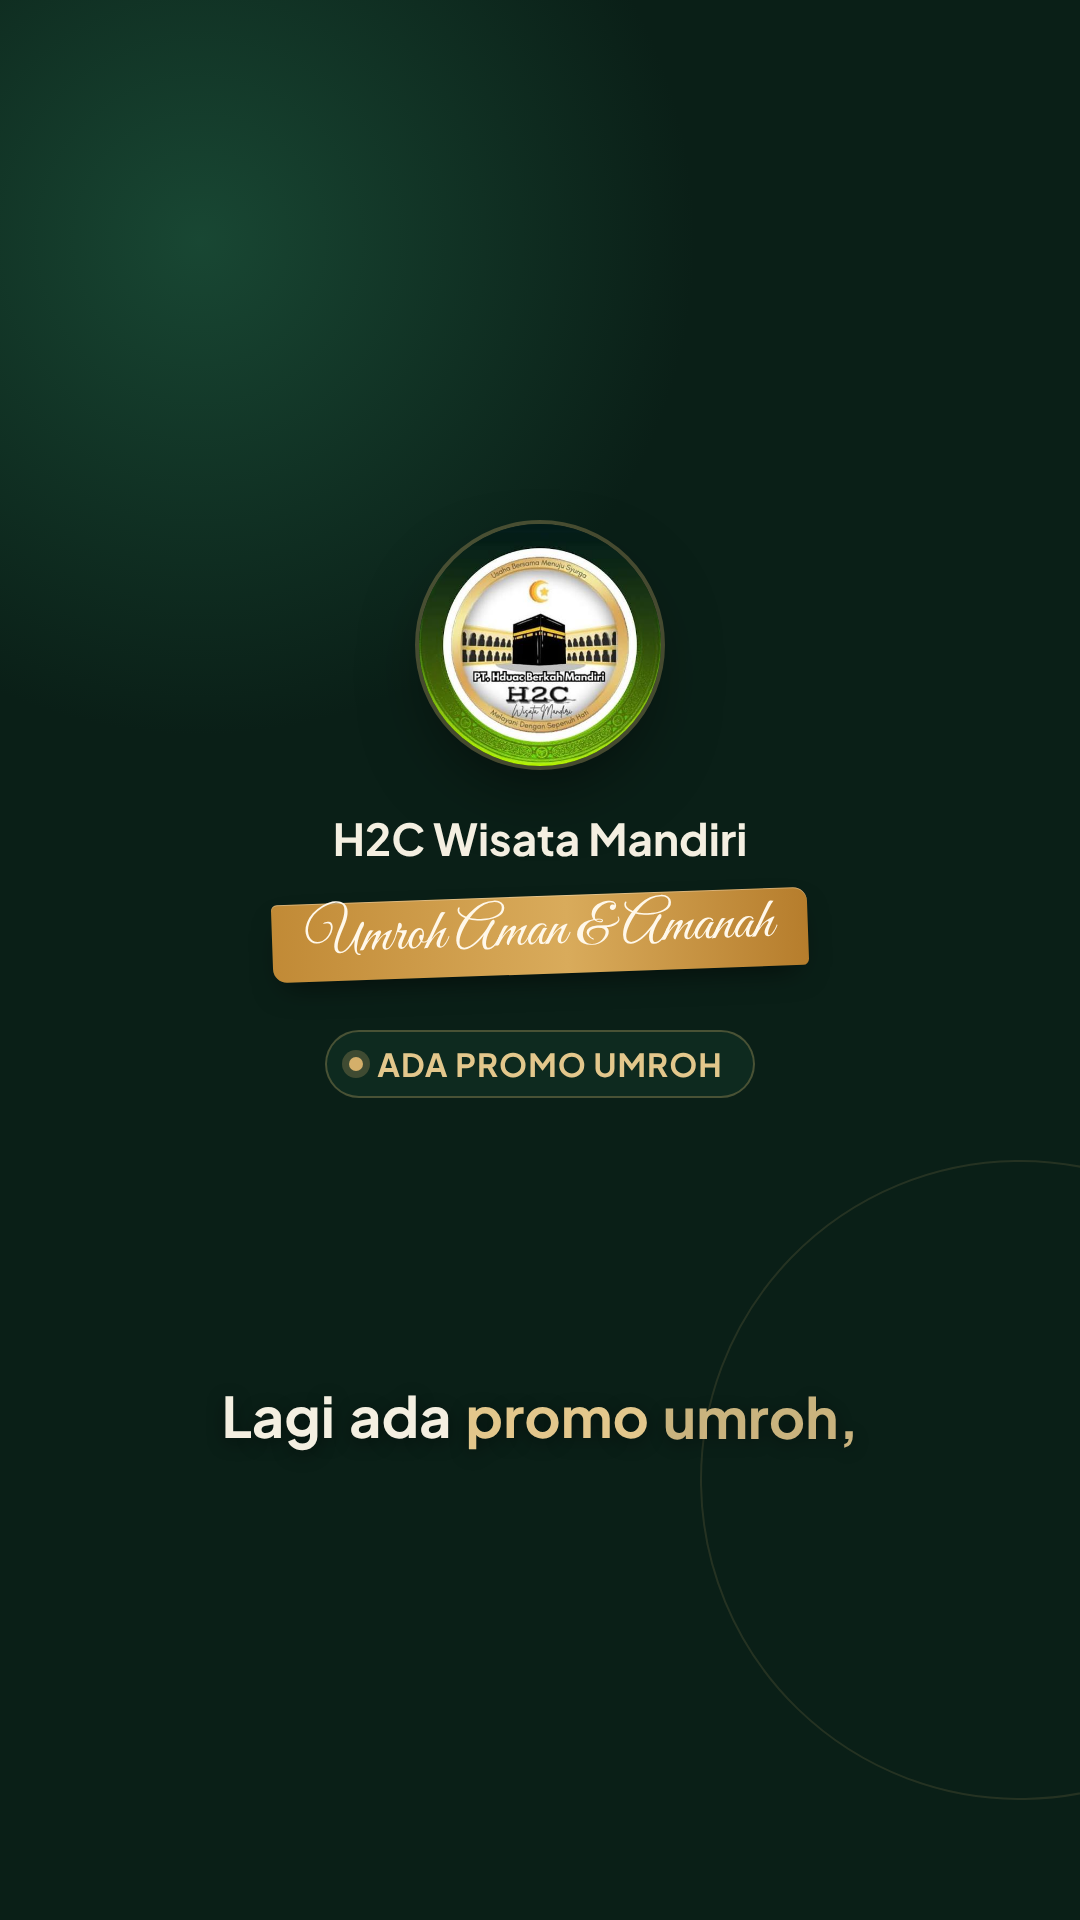 Usaha Bersama Menuju Syurga
PT. Hduac Berkah Mandiri
H2C
Wisata Mandiri
Melayani Dengan Sepenuh Hati
H2C Wisata Mandiri
Umroh Aman & Amanah
ADA PROMO UMROH
Lagi ada promo umroh,